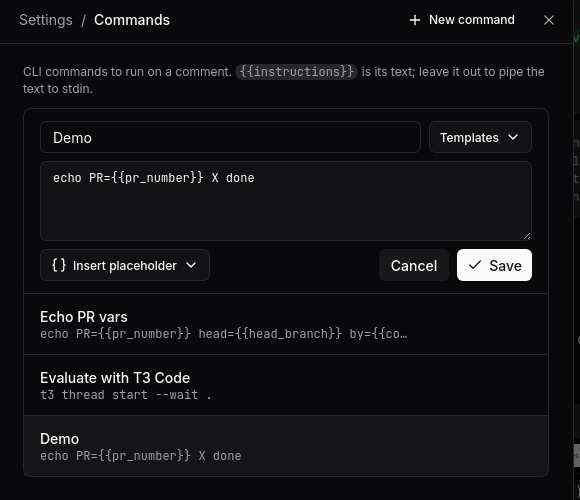 Settings / Commands
+ New command
CLI commands to run on a comment. {{instructions}} is its text; leave it out to pipe the
text to stdin.
Demo
Templates
echo PR={{pr_number}} X done
{} Insert placeholder
Cancel
Save
Echo PR vars
echo PR={{pr_number}} head={{head_branch}} by={{co…
Evaluate with T3 Code
t3 thread start --wait .
Demo
echo PR={{pr_number}} X done